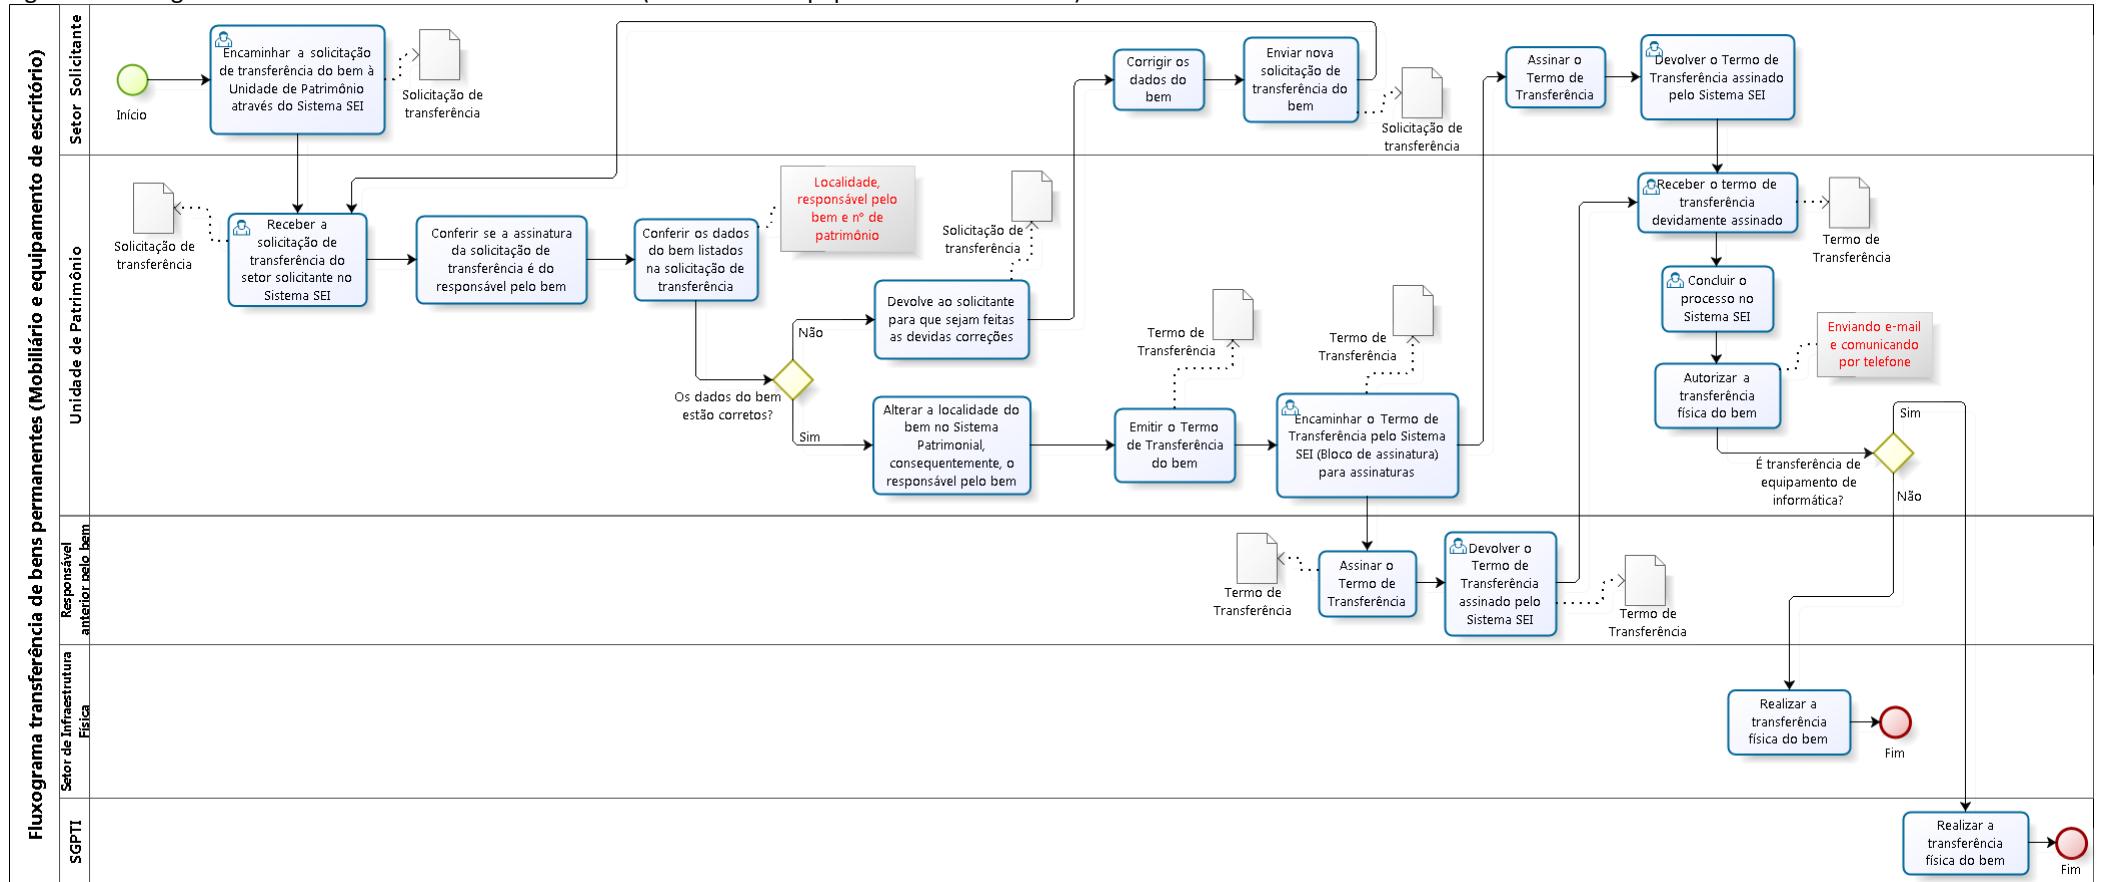 Fluxograma transferência de bens permanentes (Mobiliário e equipamento de escritório)
Setor Solicitante
Início
Encaminhar a solicitação
de transferência do bem à
Unidade de Patrimônio
através do Sistema SEI
Solicitação de
transferência
Corrigir os
dados do
bem
Enviar nova
solicitação de
transferência do
bem
Solicitação de
transferência
Assinar o
Termo de
Transferência
Devolver o Termo de
Transferência assinado
pelo Sistema SEI
Unidade de Patrimônio
Solicitação de
transferência
Receber a
solicitação de
transferência do
setor solicitante no
Sistema SEI
Conferir se a assinatura
da solicitação de
transferência é do
responsável pelo bem
Conferir os dados
do bem listados
na solicitação de
transferência
Localidade,
responsável pelo
bem e nº de
patrimônio
Os dados do bem
estão corretos?
Não
Sim
Devolve ao solicitante
para que sejam feitas
as devidas correções
Solicitação de
transferência
Alterar a localidade do
bem no Sistema
Patrimonial,
consequentemente, o
responsável pelo bem
Emitir o Termo
de Transferência
do bem
Termo de
Transferência
Encaminhar o Termo de
Transferência pelo Sistema
SEI (Bloco de assinatura)
para assinaturas
Termo de
Transferência
Receber o termo de
transferência
devidamente assinado
Termo de
Transferência
Concluir o
processo no
Sistema SEI
Autorizar a
transferência
física do bem
Enviando e-mail
e comunicando
por telefone
É transferência de
equipamento de
informática?
Sim
Não
Responsável
anterior pelo bem
Termo de
Transferência
Assinar o
Termo de
Transferência
Devolver o
Termo de
Transferência
assinado pelo
Sistema SEI
Termo de
Transferência
Setor de Infraestrutura
Física
Realizar a
transferência
física do bem
Fim
SGPTI
Realizar a
transferência
física do bem
Fim